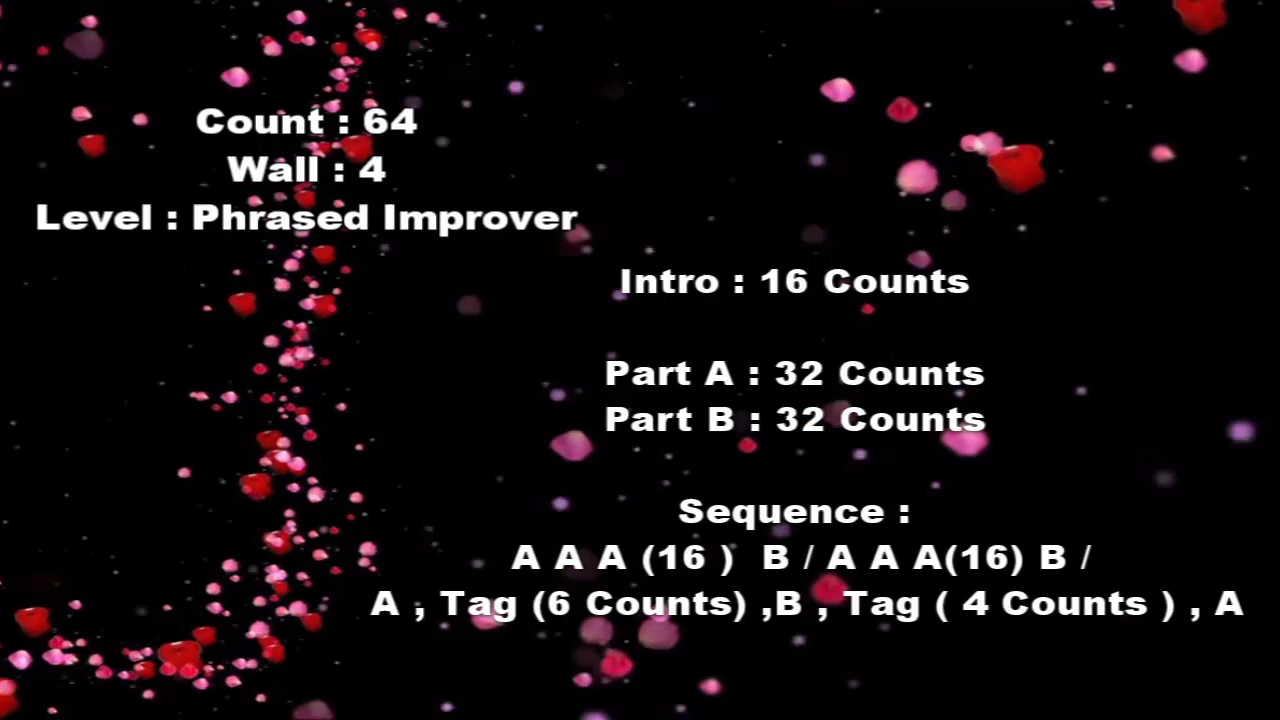 Count : 64
Wall : 4
Level : Phrased Improver
Intro : 16 Counts
Part A : 32 Counts
Part B : 32 Counts
Sequence :
A A A (16 )  B / A A A(16) B /
A , Tag (6 Counts) ,B , Tag ( 4 Counts ) , A